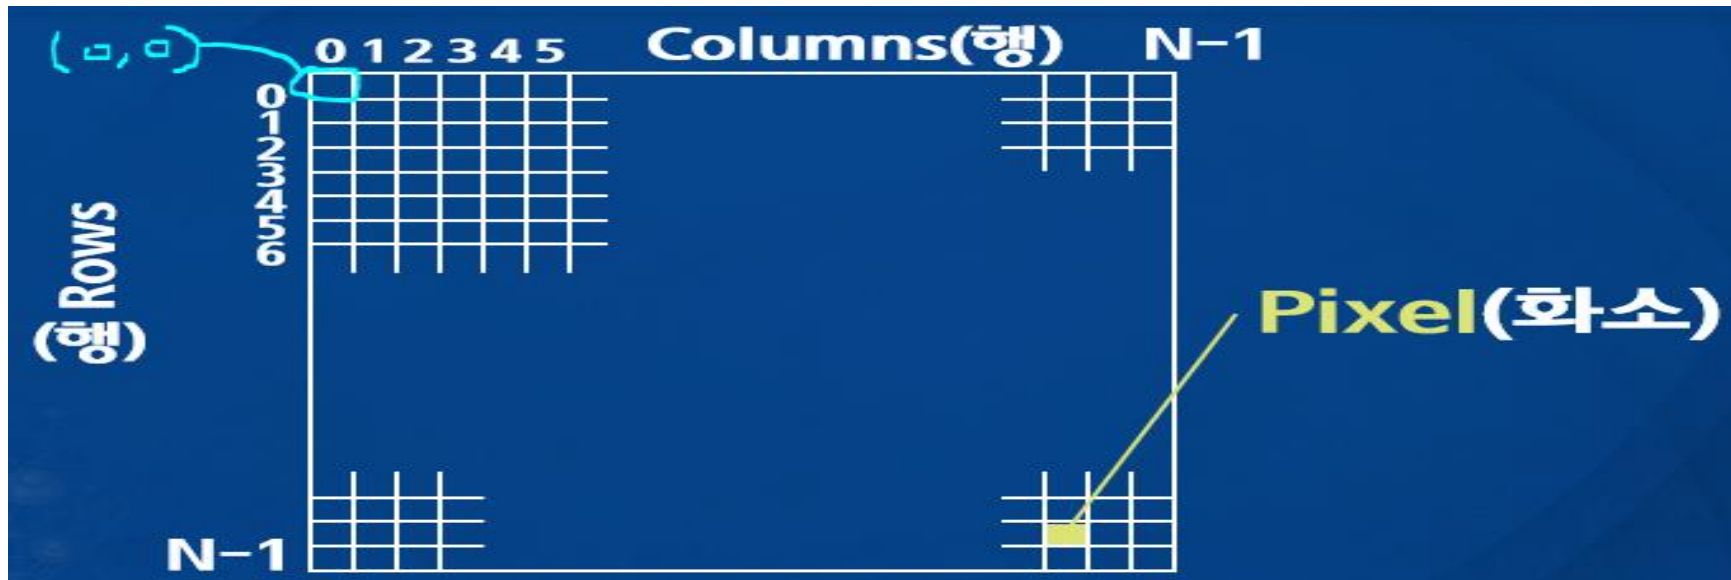 (0,0)
0 1 2 3 4 5 Columns(행) N-1
0
1
2
3
4
5
6
Rows
(행)
Pixel(화소)
N-1